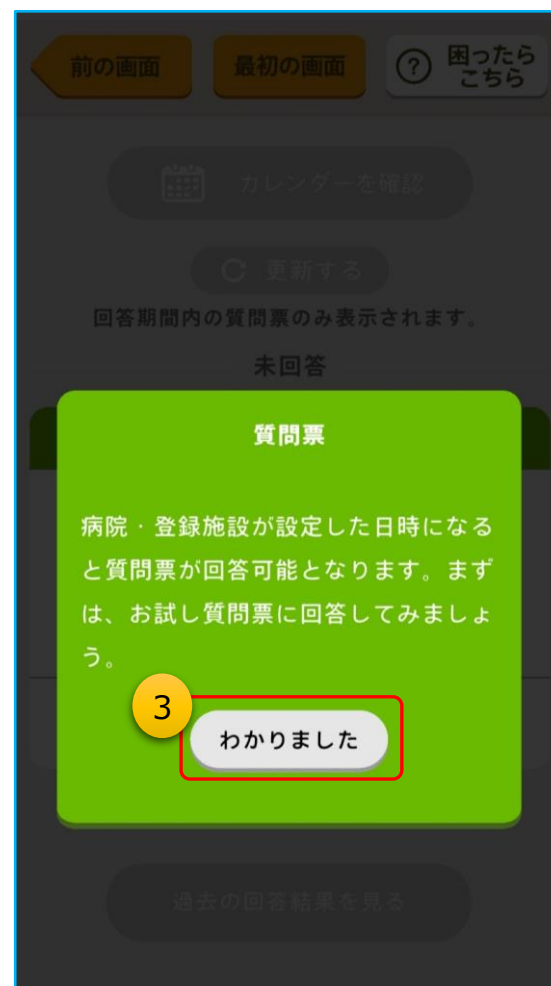 前の画面
最初の画面
? 困ったら
こちら
カレンダーを確認
更新する
回答期間内の質問票のみ表示されます。
未回答
質問票
病院・登録施設が設定した日時になる
と質問票が回答可能となります。まず
は、お試し質問票に回答してみましょ
う。
3
わかりました
過去の回答結果を見る